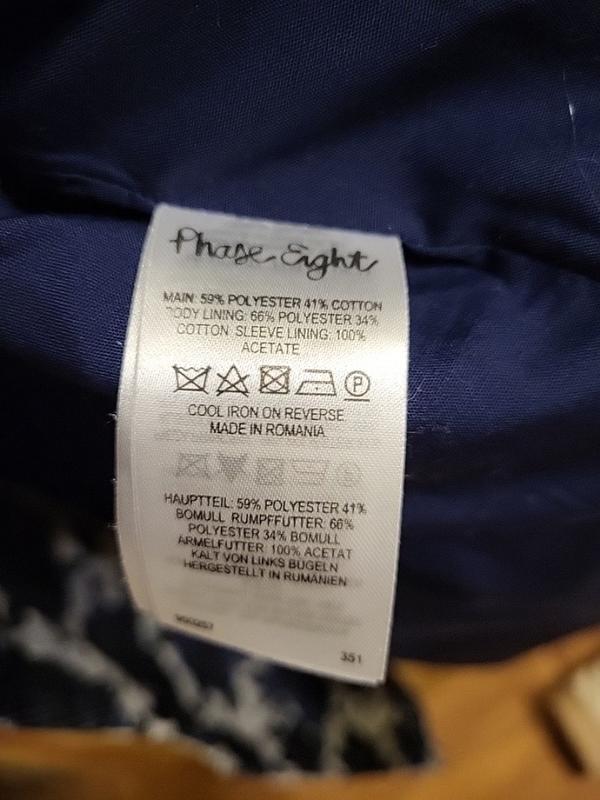 Phase Eight
MAIN: 59% POLYESTER 41% COTTON
BODY LINING: 66% POLYESTER 34%
COTTON SLEEVE LINING: 100%
ACETATE
P
COOL IRON ON REVERSE
MADE IN ROMANIA
HAUPTTEIL: 59% POLYESTER 41%
BOMULL RUMPFFUTTER: 66%
POLYESTER 34% BOMULL
ARMELFUTTER: 100% ACETAT
KALT VON LINKS BUGELN
HERGESTELLT IN RUMANIEN
351